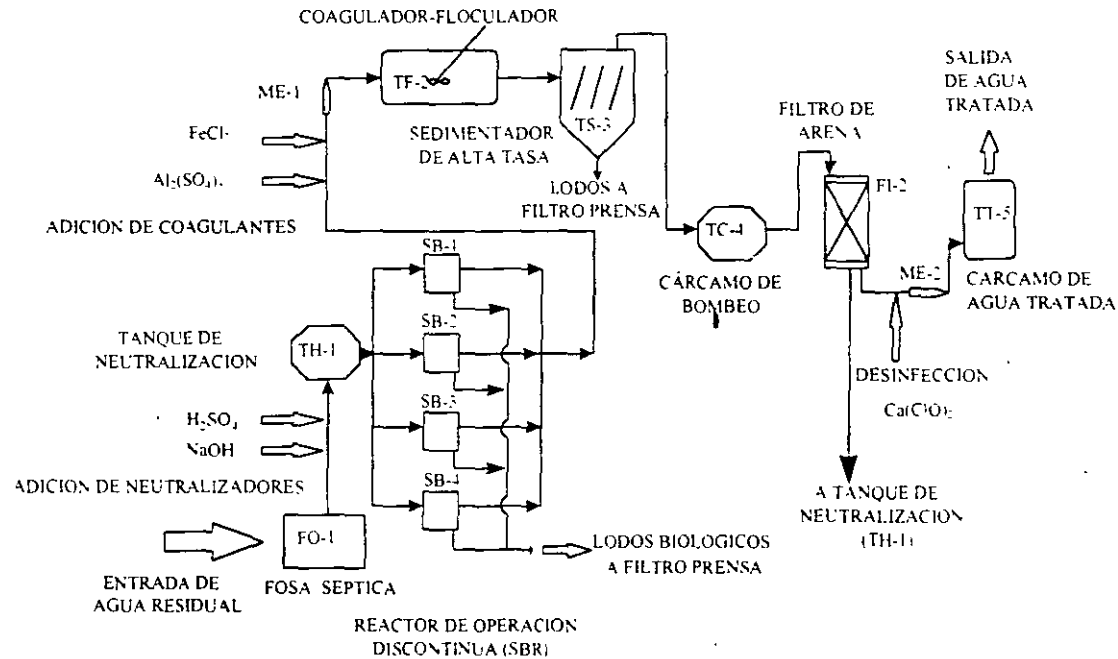 COAGULADOR-FLOCULADOR
TF-2
ME-1
FeCl
Al₂(SO₄)
ADICION DE COAGULANTES
SEDIMENTADOR
DE ALTA TASA
TS-3
LODOS A
FILTRO PRENSA
TC-4
CÁRCAMO DE
BOMBEO
FILTRO DE
ARENA
FI-2
SALIDA
DE AGUA
TRATADA
TT-5
CARCAMO DE
AGUA TRATADA
ME-2
DESINFECCION
Ca(ClO)₂
A TANQUE DE
NEUTRALIZACION
(TH-1)
TANQUE DE
NEUTRALIZACION
TH-1
H₂SO₄
NaOH
ADICION DE NEUTRALIZADORES
FO-1
FOSA SEPTICA
ENTRADA DE
AGUA RESIDUAL
SB-1
SB-2
SB-3
SB-4
LODOS BIOLOGICOS
A FILTRO PRENSA
REACTOR DE OPERACION
DISCONTINUA (SBR)